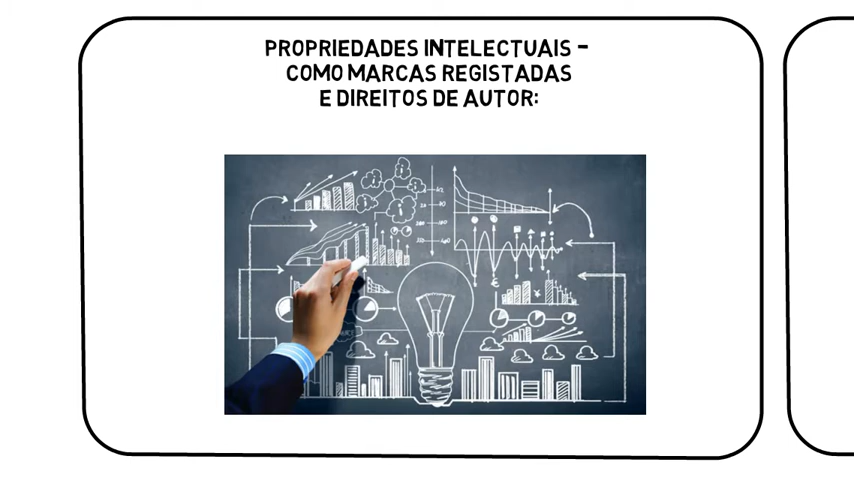 PROPRIEDADES INTELECTUAIS -
COMO MARCAS REGISTADAS
E DIREITOS DE AUTOR: